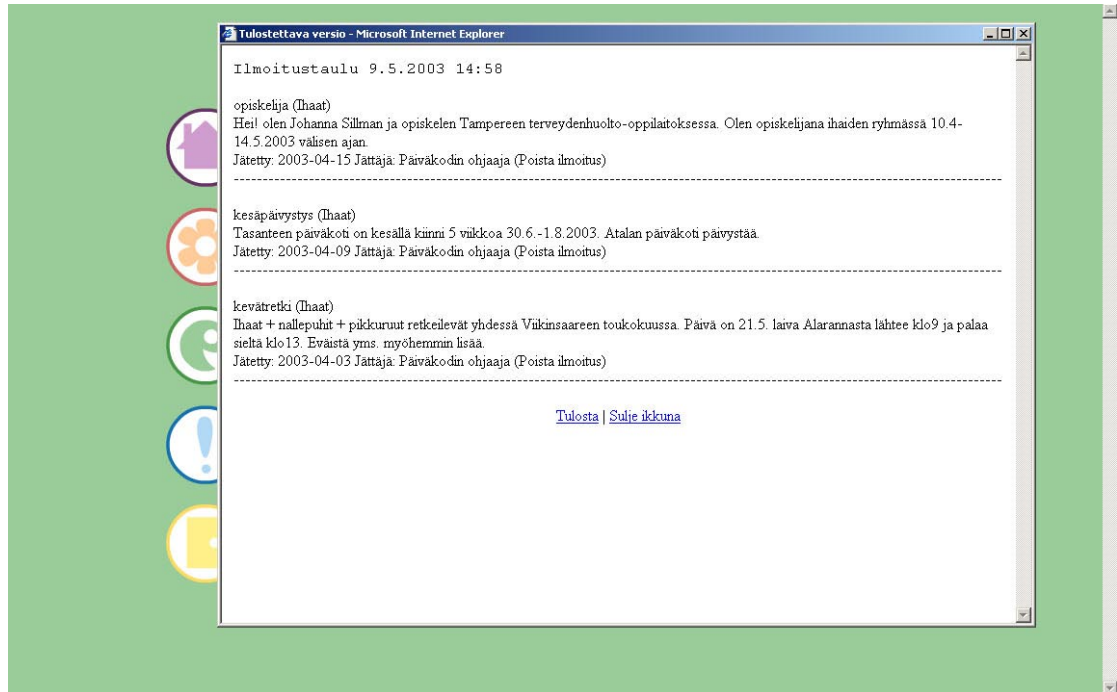 Tulostettava versio - Microsoft Internet Explorer
Ilmoitustaulu 9.5.2003 14:58
opiskelija (Ihaat)
Hei! olen Johanna Sillman ja opiskelen Tampereen terveydenhuolto-oppilaitoksessa. Olen opiskelijana ihaiden ryhmässä 10.4-
14.5.2003 välisen ajan.
Jätetty: 2003-04-15 Jättäjä: Päiväkodin ohjaaja (Poista ilmoitus)
kesäpäivystys (Ihaat)
Tasanteen päiväkoti on kesällä kiinni 5 viikkoa 30.6.-1.8.2003. Atalan päiväkoti päivystää.
Jätetty: 2003-04-09 Jättäjä: Päiväkodin ohjaaja (Poista ilmoitus)
kevätretki (Ihaat)
Ihaat + nallepuhit + pikkuruut retkeilevät yhdessä Viikinsaareen toukokuussa. Päivä on 21.5. laiva Alarannasta lähtee klo9 ja palaa
sieltä klo13. Eväistä yms. myöhemmin lisää.
Jätetty: 2003-04-03 Jättäjä: Päiväkodin ohjaaja (Poista ilmoitus)
Tulosta | Sulje ikkuna